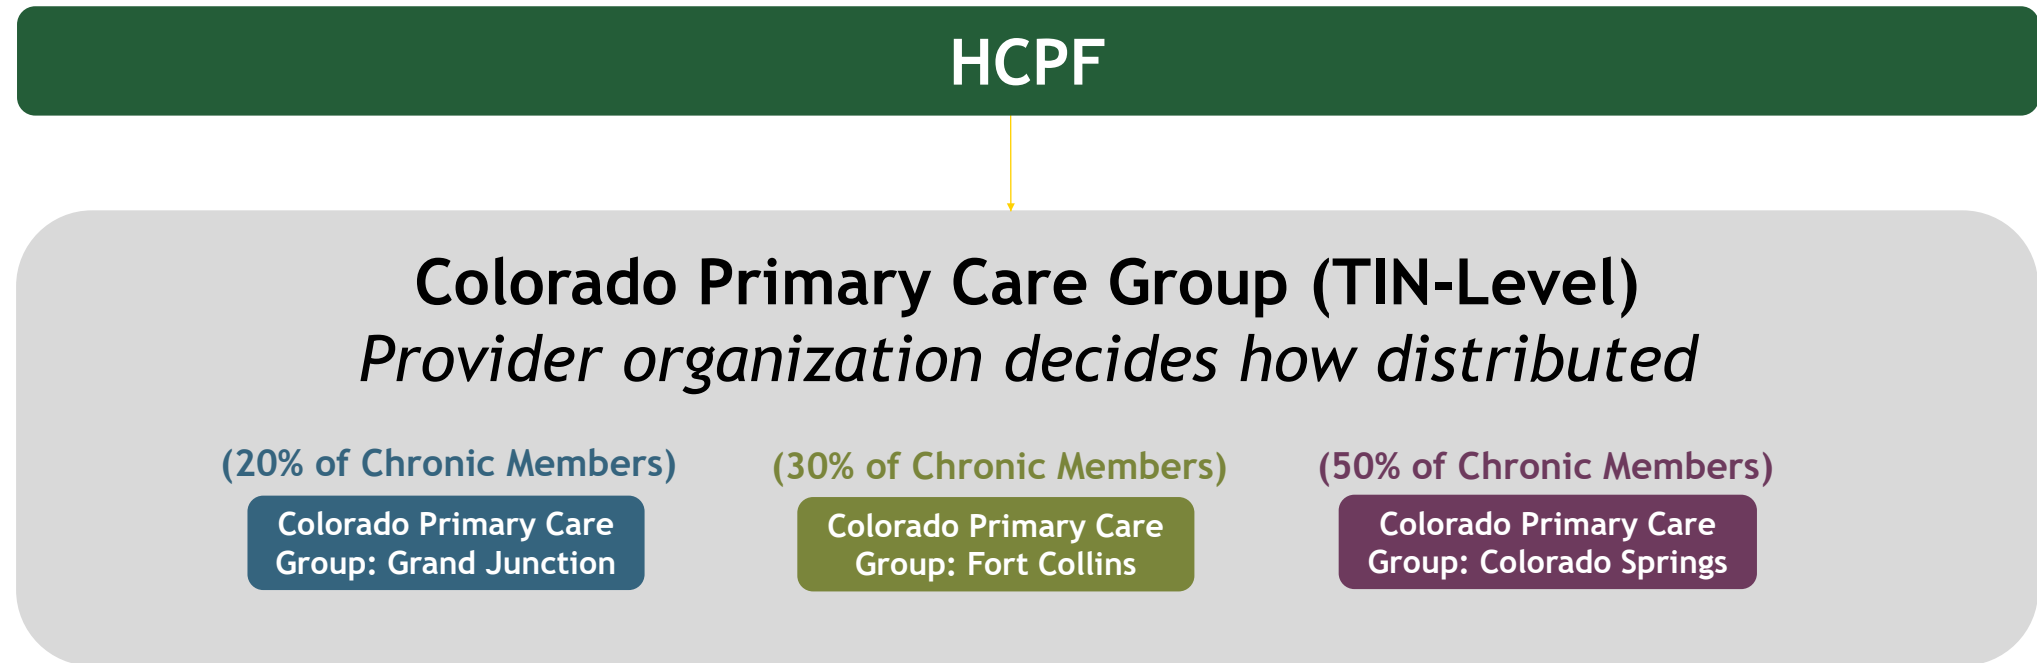 HCPF
Colorado Primary Care Group (TIN-Level)
Provider organization decides how distributed
(20% of Chronic Members)
Colorado Primary Care
Group: Grand Junction
(30% of Chronic Members)
Colorado Primary Care
Group: Fort Collins
(50% of Chronic Members)
Colorado Primary Care
Group: Colorado Springs